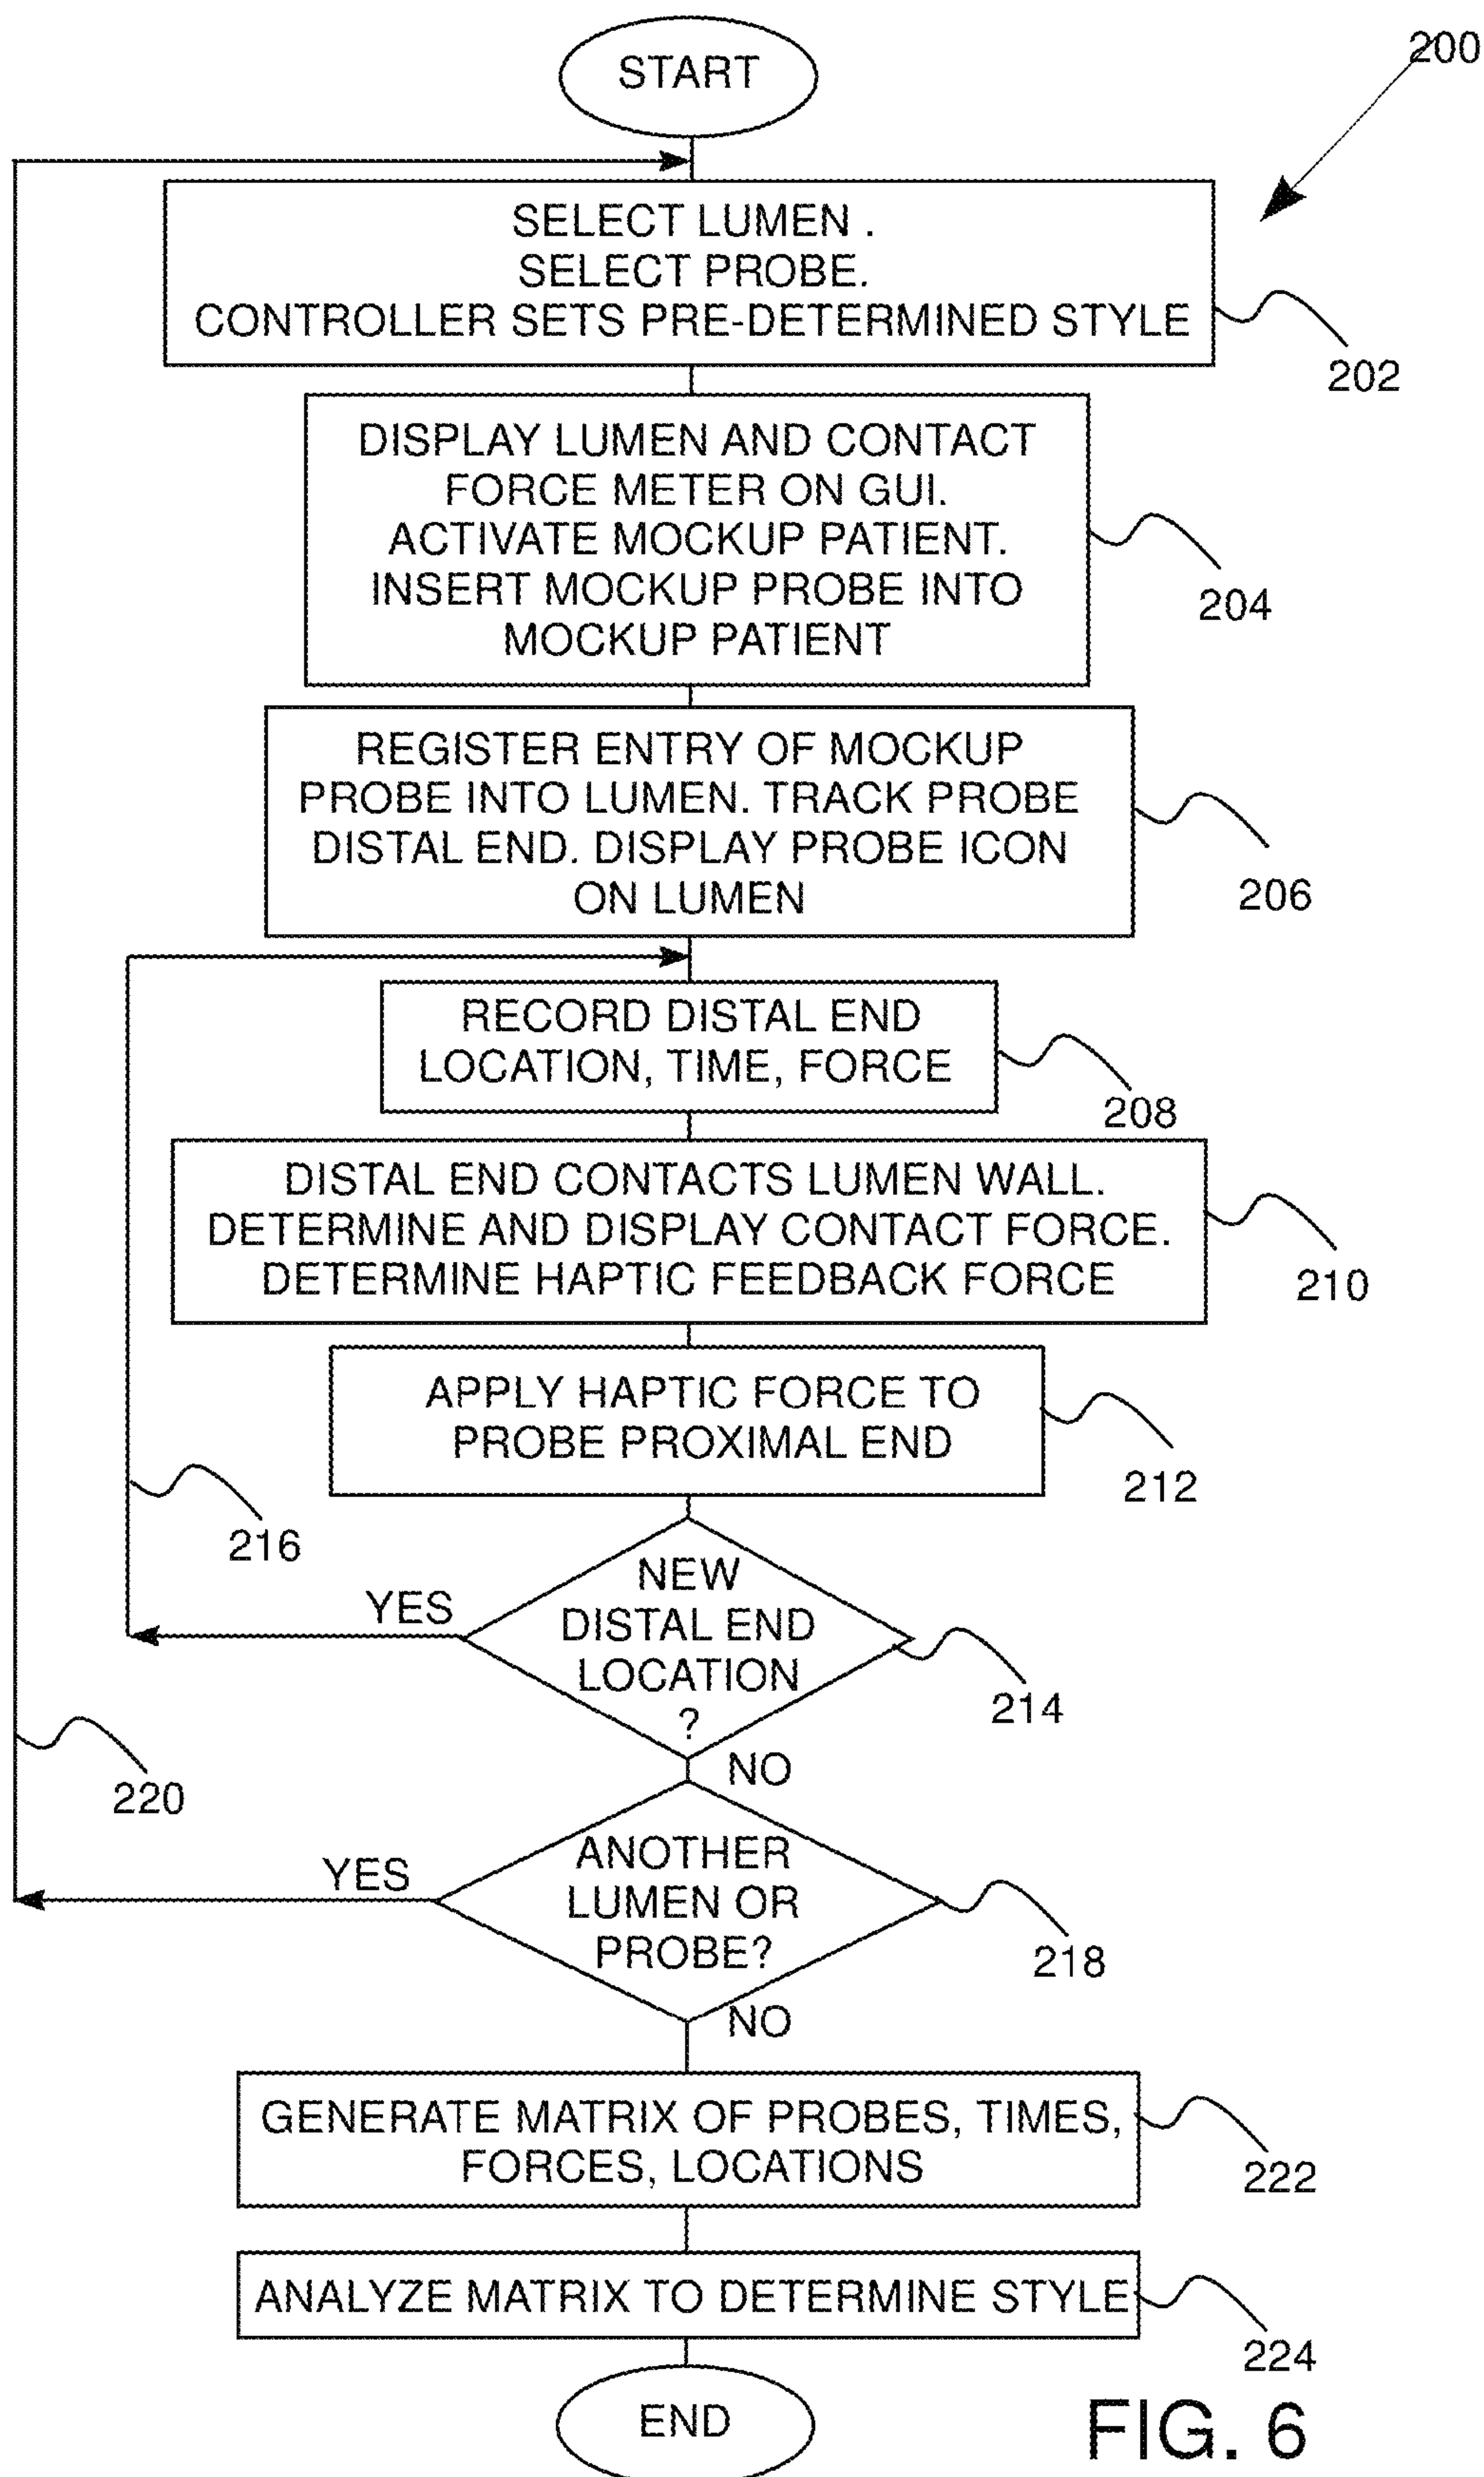 START
200
SELECT LUMEN .
SELECT PROBE.
CONTROLLER SETS PRE-DETERMINED STYLE
202
DISPLAY LUMEN AND CONTACT
FORCE METER ON GUI.
ACTIVATE MOCKUP PATIENT.
INSERT MOCKUP PROBE INTO
MOCKUP PATIENT
204
REGISTER ENTRY OF MOCKUP
PROBE INTO LUMEN. TRACK PROBE
DISTAL END. DISPLAY PROBE ICON
ON LUMEN
206
RECORD DISTAL END
LOCATION, TIME, FORCE
208
DISTAL END CONTACTS LUMEN WALL.
DETERMINE AND DISPLAY CONTACT FORCE.
DETERMINE HAPTIC FEEDBACK FORCE
210
APPLY HAPTIC FORCE TO
PROBE PROXIMAL END
212
216
YES
NEW
DISTAL END
LOCATION
?
214
NO
220
YES
ANOTHER
LUMEN OR
PROBE?
218
NO
GENERATE MATRIX OF PROBES, TIMES,
FORCES, LOCATIONS
222
ANALYZE MATRIX TO DETERMINE STYLE
224
END
FIG. 6